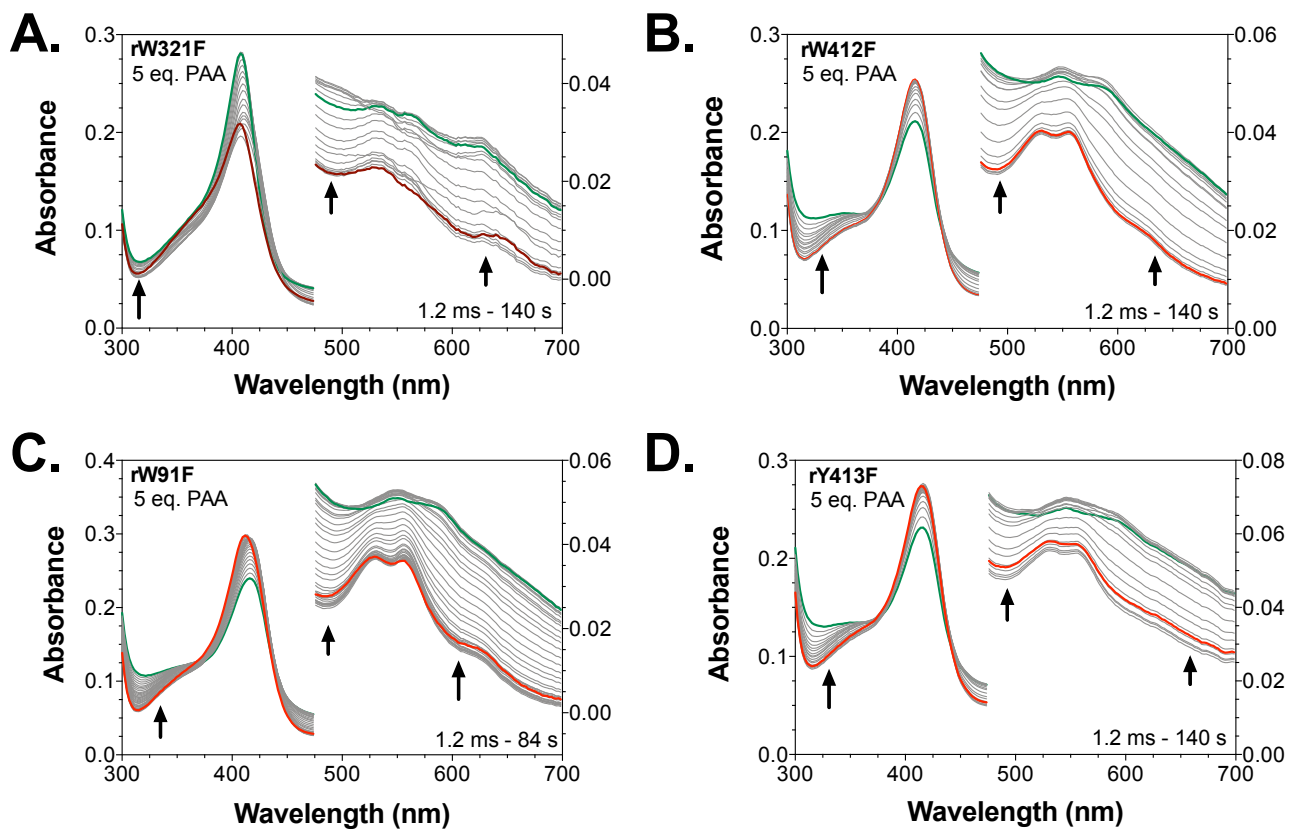 A.
rW321F
5 eq. PAA
0.3
0.2
0.1
0.0
0.04
0.02
0.00
300
400
500
600
700
1.2 ms - 140 s
Absorbance
Wavelength (nm)
B.
rW412F
5 eq. PAA
0.3
0.2
0.1
0.0
0.06
0.04
0.02
0.00
300
400
500
600
700
1.2 ms - 140 s
Absorbance
Wavelength (nm)
C.
rW91F
5 eq. PAA
0.4
0.3
0.2
0.1
0.0
0.06
0.04
0.02
0.00
300
400
500
600
700
1.2 ms - 84 s
Absorbance
Wavelength (nm)
D.
rY413F
5 eq. PAA
0.3
0.2
0.1
0.0
0.08
0.06
0.04
0.02
0.00
300
400
500
600
700
1.2 ms - 140 s
Absorbance
Wavelength (nm)